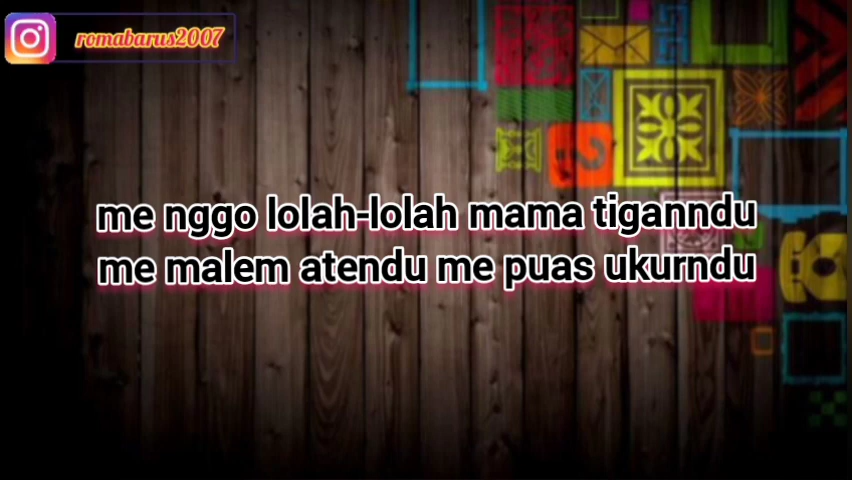 romabarus2007
me nggo lolah-lolah mama tiganndu
me malem atendu me puas ukurndu